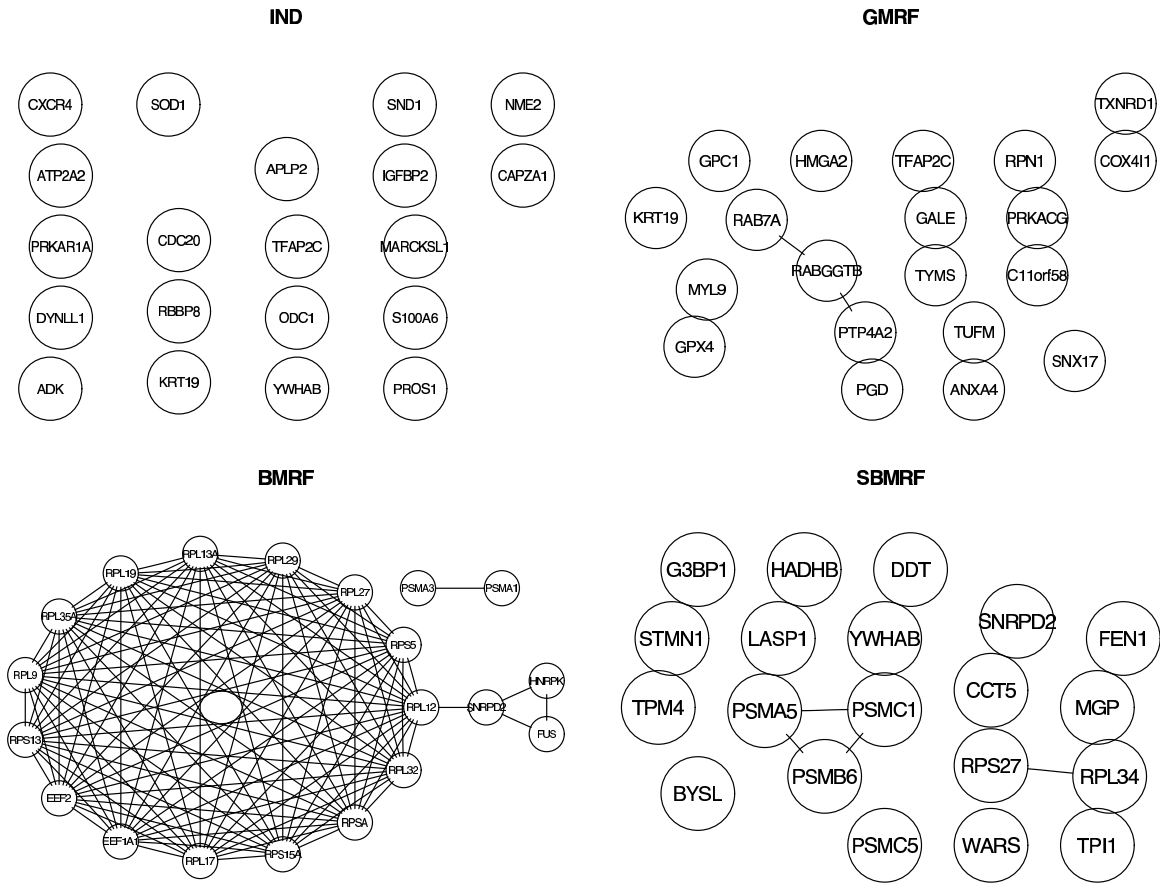 IND
CXCR4
SOD1
SND1
NME2
ATP2A2
APLP2
IGFBP2
CAPZA1
PRKAR1A
CDC20
TFAP2C
MARCKSL1
DYNLL1
RBBP8
ODC1
S100A6
ADK
KRT19
YWHAB
PROS1
GMRF
TXNRD1
GPC1
HMGA2
TFAP2C
RPN1
COX4I1
KRT19
RAB7A
GALE
PRKACG
RABGGTB
TYMS
C11orf58
MYL9
PTP4A2
TUFM
GPX4
SNX17
PGD
ANXA4
BMRF
RPL13A
RPL29
RPL19
RPL27
PSMA3
PSMA1
RPL35A
RPS5
RPL9
HNRPK
RPL12
SNRPD2
RPS13
FUS
RPL32
EEF2
RPSA
EEF1A1
RPS15A
RPL17
SBMRF
G3BP1
HADHB
DDT
SNRPD2
STMN1
LASP1
YWHAB
FEN1
CCT5
TPM4
PSMA5
PSMC1
MGP
RPS27
PSMB6
RPL34
BYSL
PSMC5
WARS
TPI1